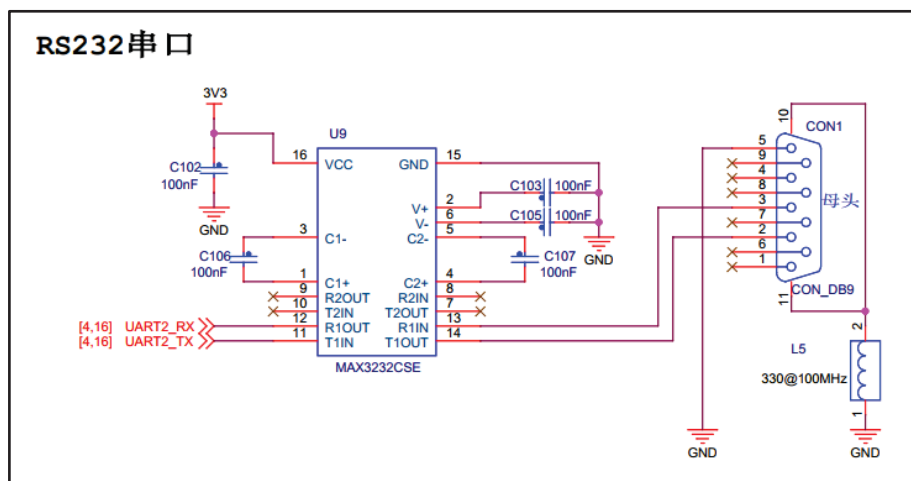 RS232串口
3V3
U9
C102
100nF
GND
16
VCC
GND
15
2
V+
6
V-
5
C2-
3
C1-
C106
100nF
1
C1+
9
R2OUT
10
T2IN
12
R1OUT
11
T1IN
4
C2+
8
R2IN
7
T2OUT
13
R1IN
14
T1OUT
MAX3232CSE
[4,16] UART2_RX
[4,16] UART2_TX
C103 100nF
C105 100nF
GND
C107
100nF
10
CON1
5
9
4
8
3
7
2
6
1
母头
CON_DB9
11
2
L5
330@100MHz
1
GND
GND